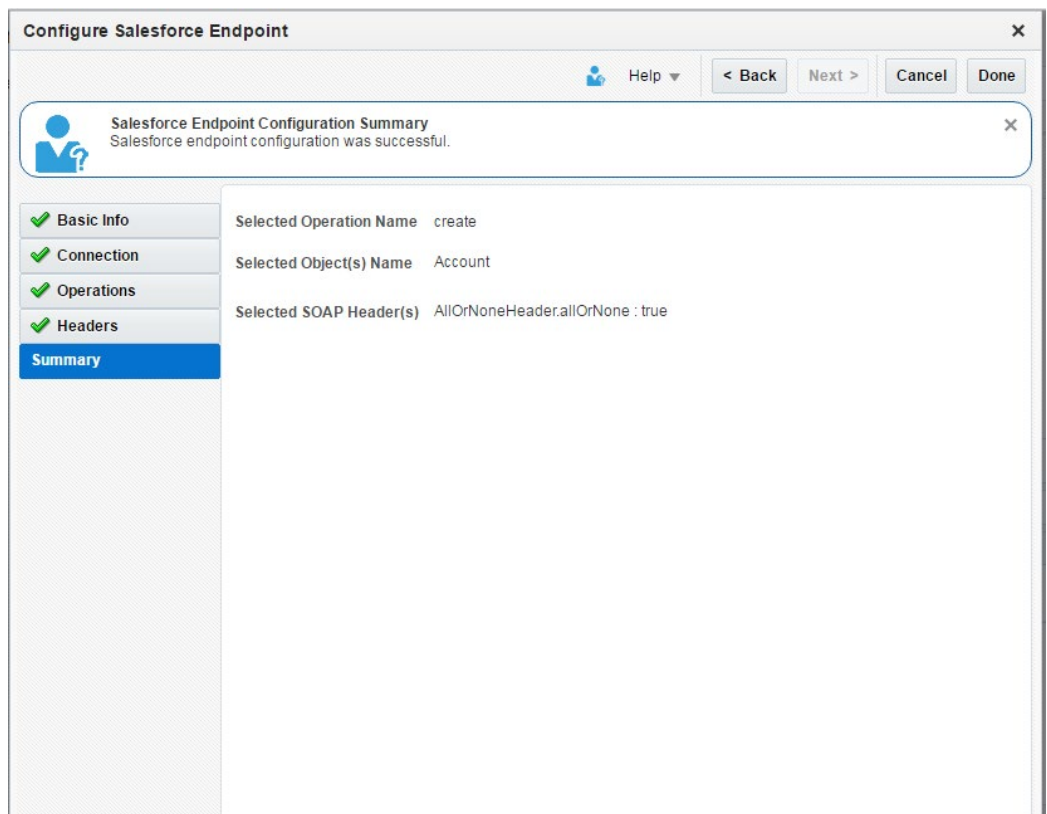 Configure Salesforce Endpoint
Help
< Back
Next >
Cancel
Done
Salesforce Endpoint Configuration Summary
Salesforce endpoint configuration was successful.
Basic Info
Connection
Operations
Headers
Summary
Selected Operation Name create
Selected Object(s) Name Account
Selected SOAP Header(s) AllOrNoneHeader.allOrNone : true